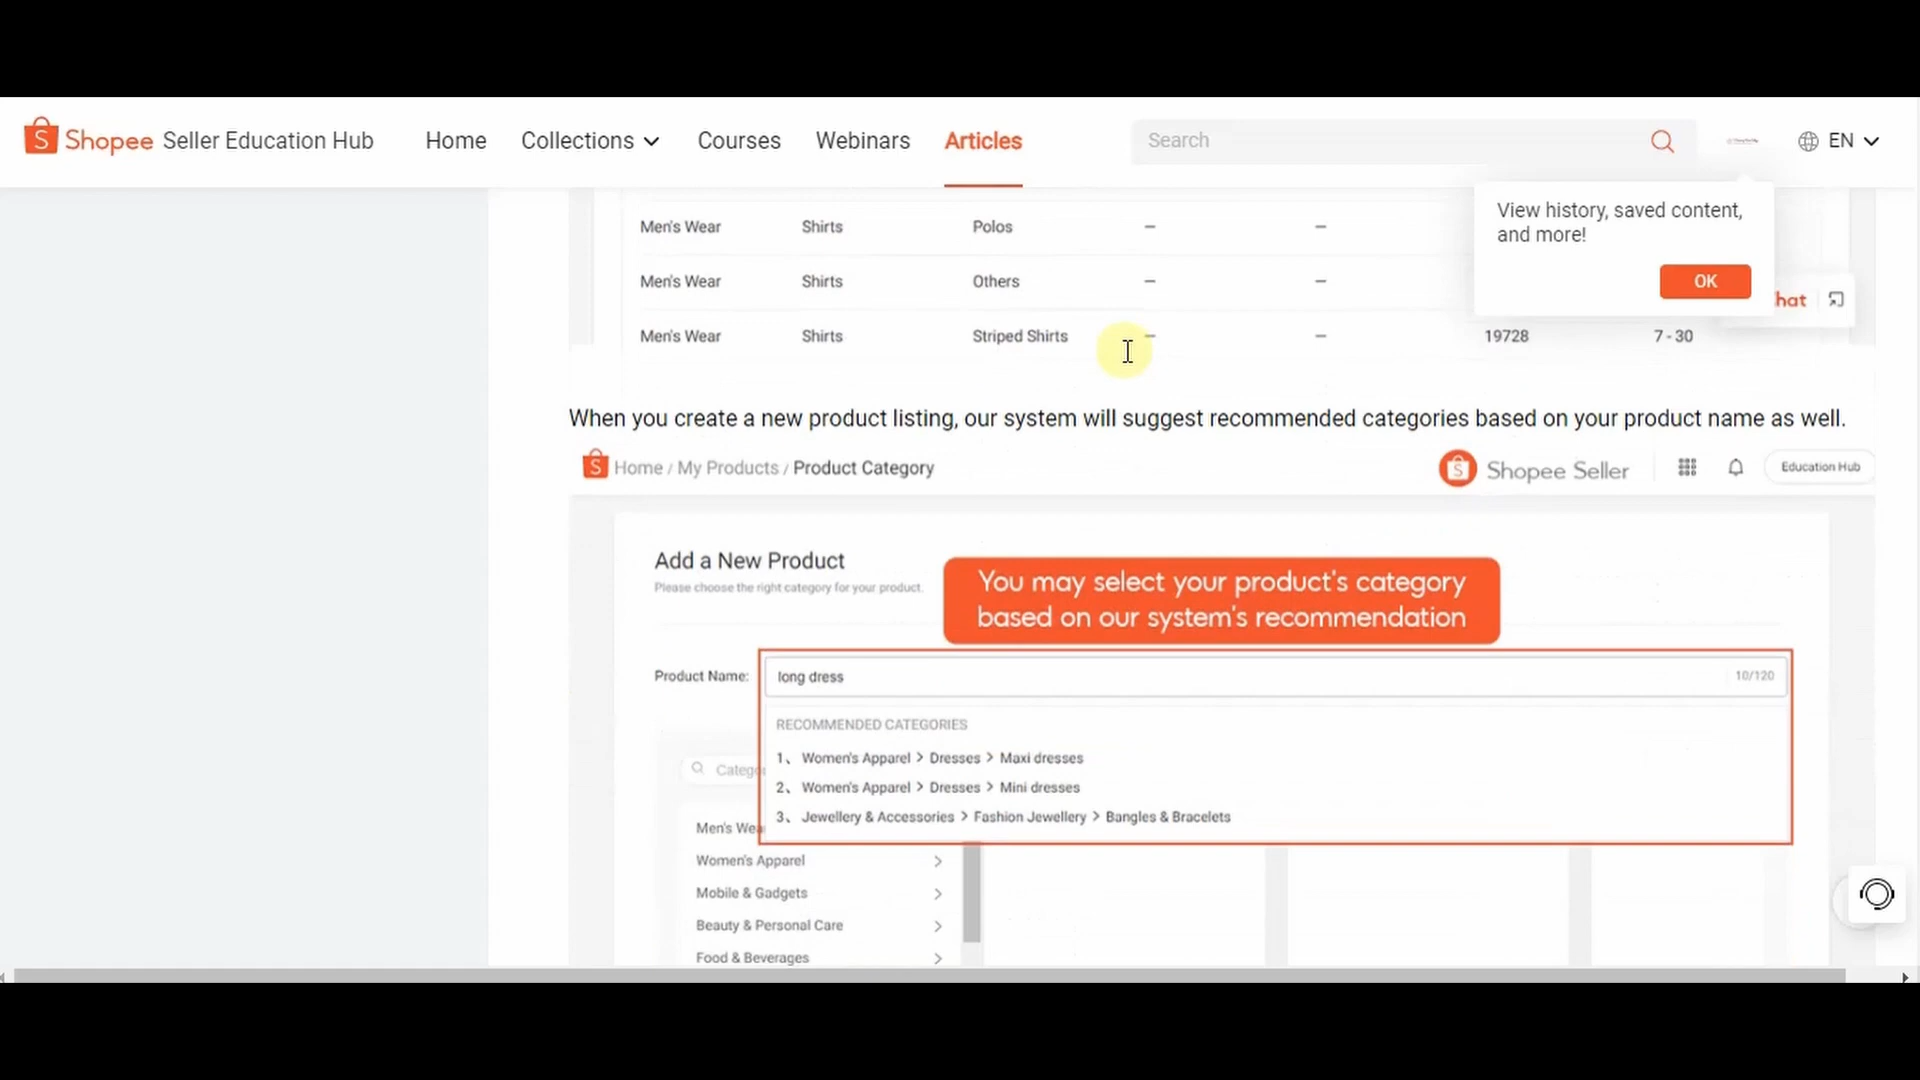 Shopee Seller Education Hub Home Collections Courses Webinars Articles Search EN
View history, saved content,
and more!
OK
hat
Men's Wear Shirts Polos – –
Men's Wear Shirts Others – –
Men's Wear Shirts Striped Shirts – – 19728 7 - 30
When you create a new product listing, our system will suggest recommended categories based on your product name as well.
Home / My Products / Product Category Shopee Seller Education Hub
Add a New Product
Please choose the right category for your product.
You may select your product's category
based on our system's recommendation
Product Name: long dress 10/120
RECOMMENDED CATEGORIES
1、 Women's Apparel > Dresses > Maxi dresses
2、 Women's Apparel > Dresses > Mini dresses
3、 Jewellery & Accessories > Fashion Jewellery > Bangles & Bracelets
Catego
Men's Wea
Women's Apparel
Mobile & Gadgets
Beauty & Personal Care
Food & Beverages